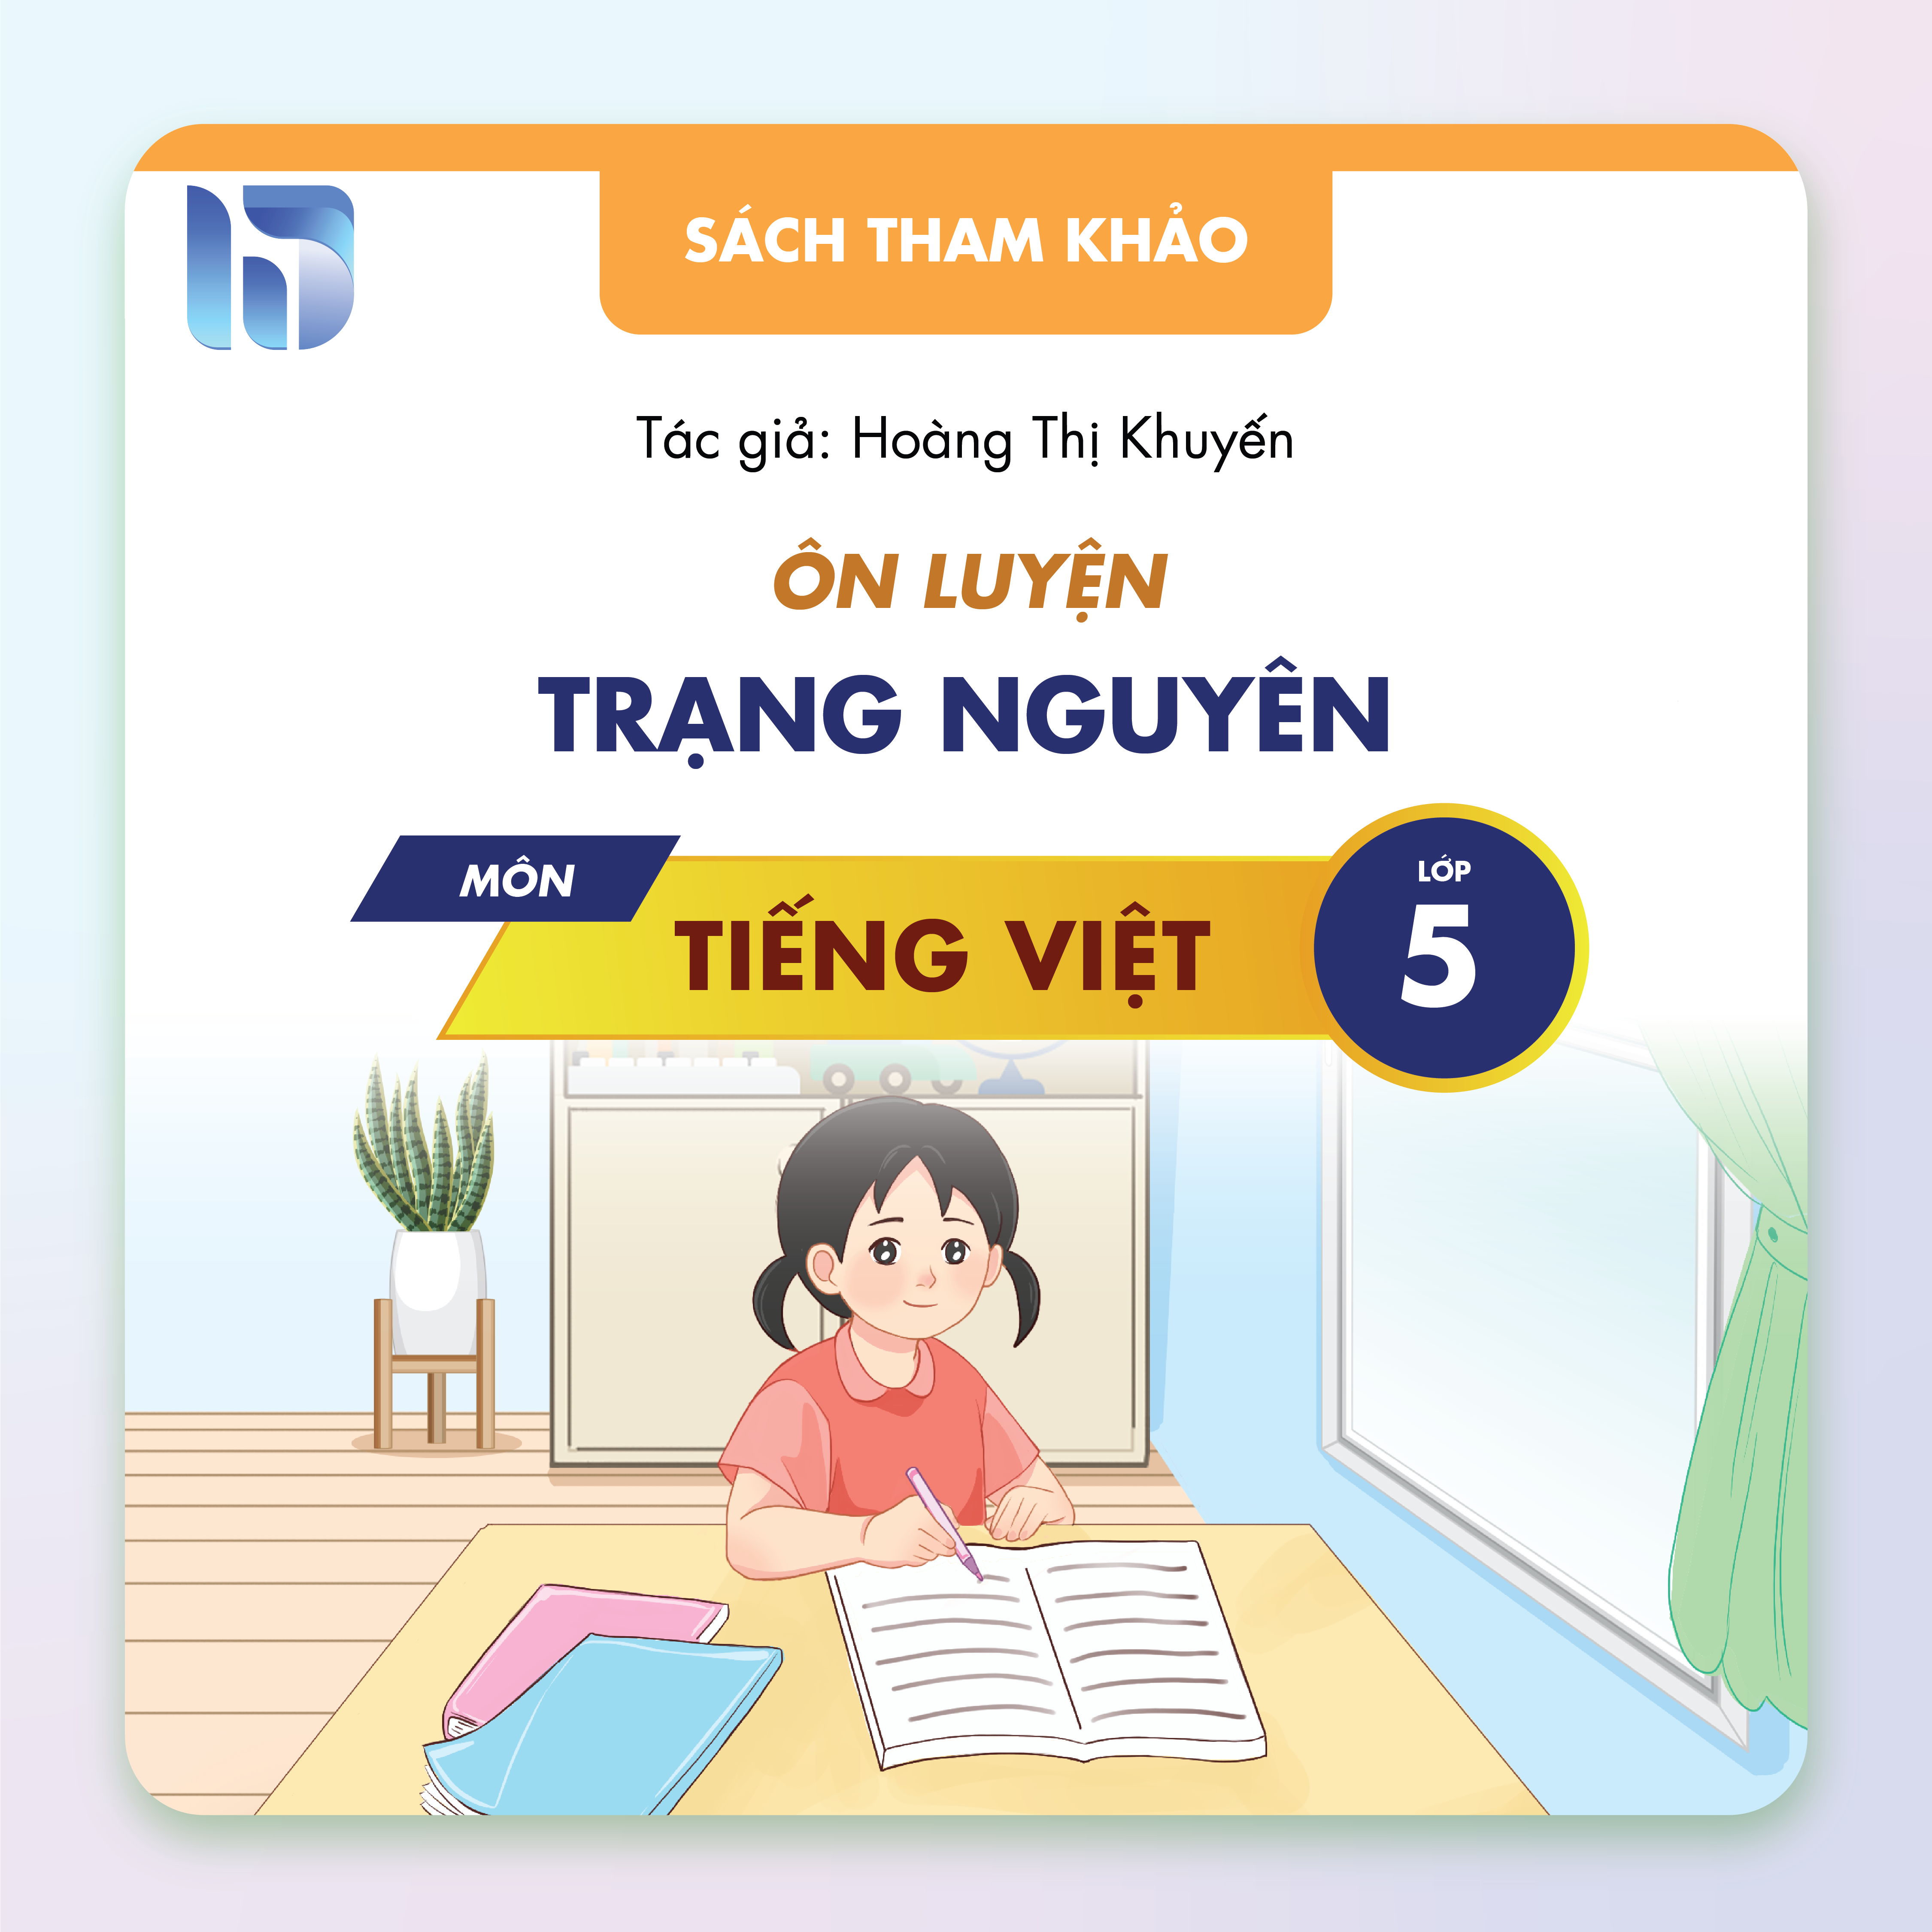 SÁCH THAM KHẢO
Tác giả: Hoàng Thị Khuyến
ÔN LUYỆN
TRẠNG NGUYÊN
MÔN
TIẾNG VIỆT
LỚP
5